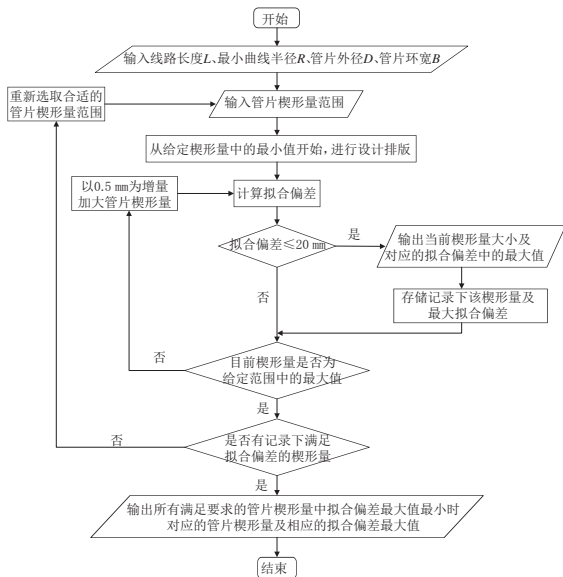 开始
输入线路长度L、最小曲线半径R、管片外径D、管片环宽B
重新选取合适的
管片楔形量范围
输入管片楔形量范围
从给定楔形量中的最小值开始,进行设计排版
以0.5 mm为增量
加大管片楔形量
计算拟合偏差
拟合偏差≤20 mm
是
输出当前楔形量大小及
对应的拟合偏差中的最大值
否
存储记录下该楔形量及
最大拟合偏差
否
目前楔形量是否为
给定范围中的最大值
是
否
是否有记录下满足
拟合偏差的楔形量
是
输出所有满足要求的管片楔形量中拟合偏差最大值最小时
对应的管片楔形量及相应的拟合偏差最大值
结束